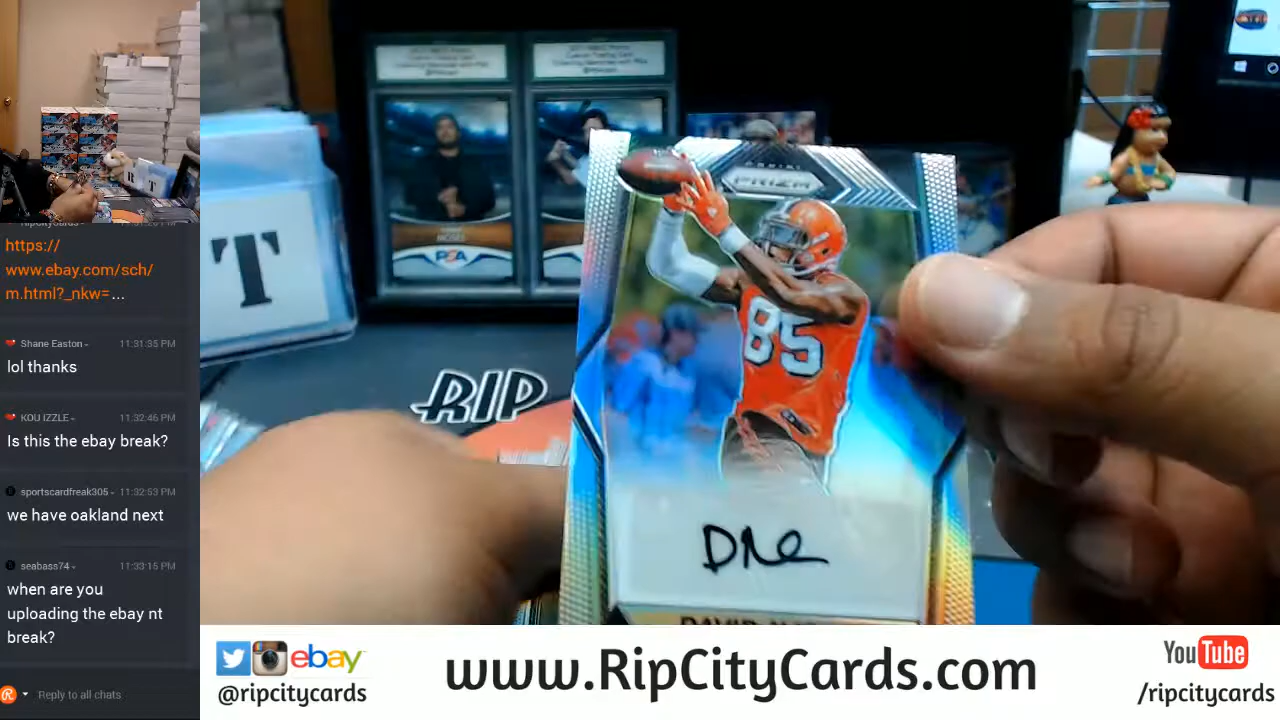 https://
www.ebay.com/sch/
m.html?_nkw=...
Shane Easton
11:31:35 PM
lol thanks
KOU IZZLE
11:32:46 PM
Is this the ebay break?
sportscardfreak305
11:32:53 PM
we have oakland next
seabass74
11:33:15 PM
when are you
uploading the ebay nt
break?
Reply to all chats
R T
T
PSA
RIP
PRIZM
85
DAVID
ebay
@ripcitycards
www.RipCityCards.com
YouTube
/ripcitycards